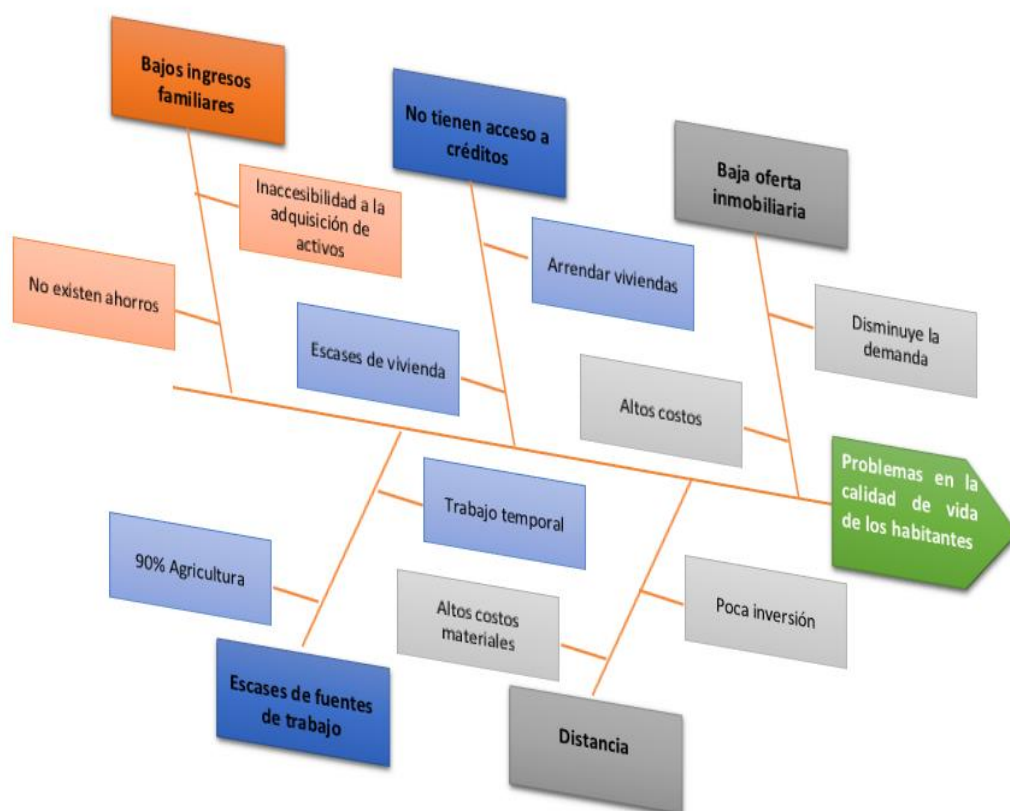 Bajos ingresos
familiares
No tienen acceso a
créditos
Baja oferta
inmobiliaria
Inaccesibilidad a la
adquisición de
activos
No existen ahorros
Arrendar viviendas
Escases de vivienda
Disminuye la
demanda
Altos costos
Problemas en la
calidad de vida
de los habitantes
Trabajo temporal
90% Agricultura
Altos costos
materiales
Poca inversión
Escases de fuentes
de trabajo
Distancia